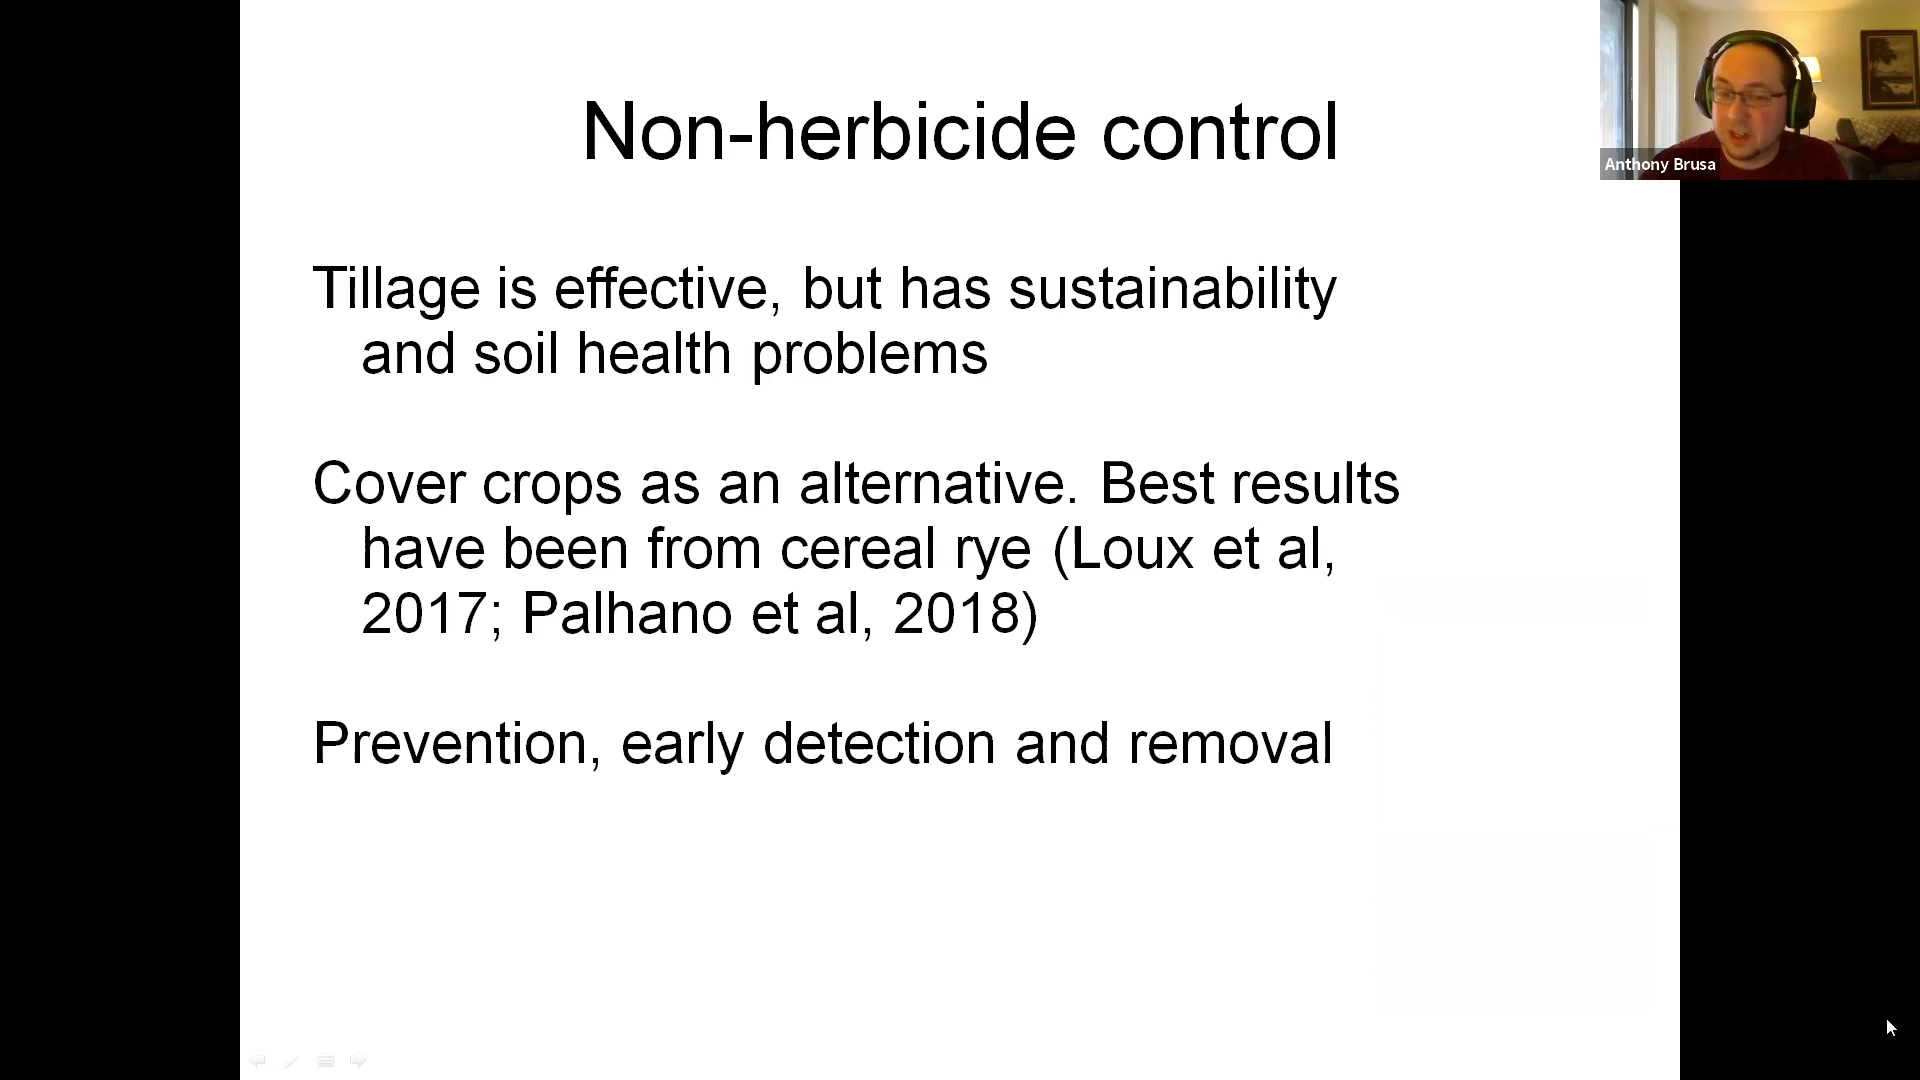 Non-herbicide control
Anthony Brusa
Tillage is effective, but has sustainability
and soil health problems
Cover crops as an alternative. Best results
have been from cereal rye (Loux et al,
2017; Palhano et al, 2018)
Prevention, early detection and removal